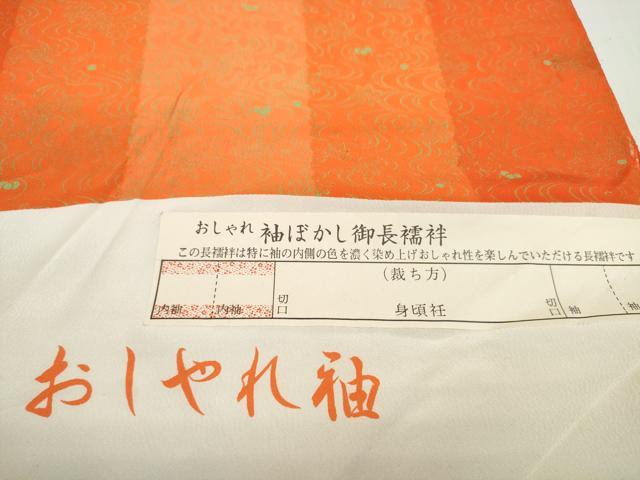 おしゃれ 袖ぼかし御長襦袢
この長襦袢は特に袖の内側の色を濃く染め上げおしゃれ性を楽しんでいただける長襦袢です
(裁ち方)
内袖 内袖 切口 身頃衽 切口 袖 袖
おしゃれ袖